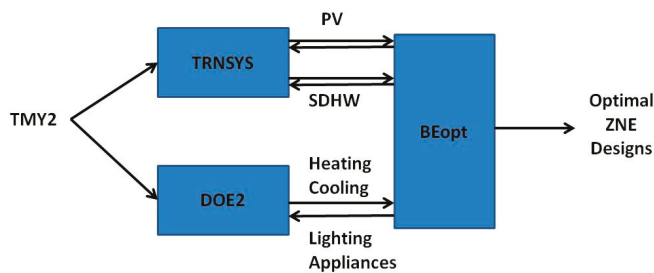 PV
TRNSYS
SDHW
TMY2
BEopt
Optimal
ZNE
Designs
Heating
Cooling
DOE2
Lighting
Appliances